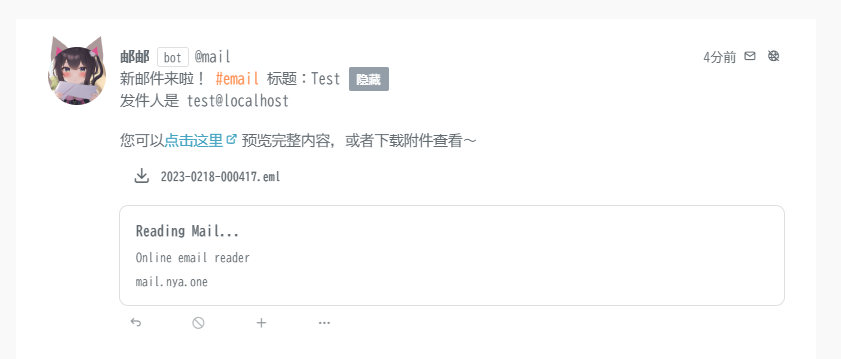 邮邮 bot @mail 4分前
新邮件来啦！ #email 标题：Test 隐藏
发件人是 test@localhost
您可以点击这里 预览完整内容，或者下载附件查看～
2023-0218-000417.eml
Reading Mail...
Online email reader
mail.nya.one